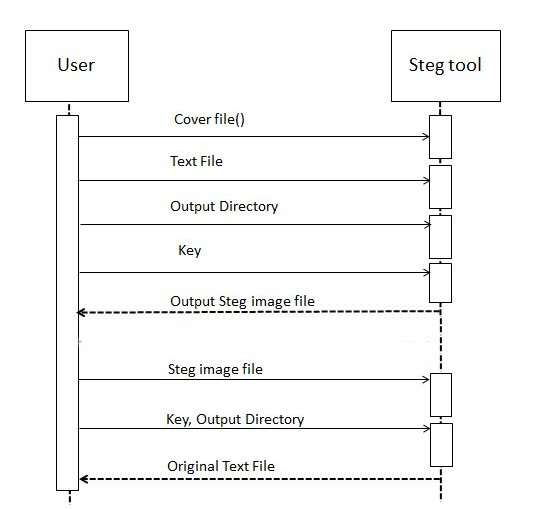 User
Steg tool
Cover file()
Text File
Output Directory
Key
Output Steg image file
Steg image file
Key, Output Directory
Original Text File